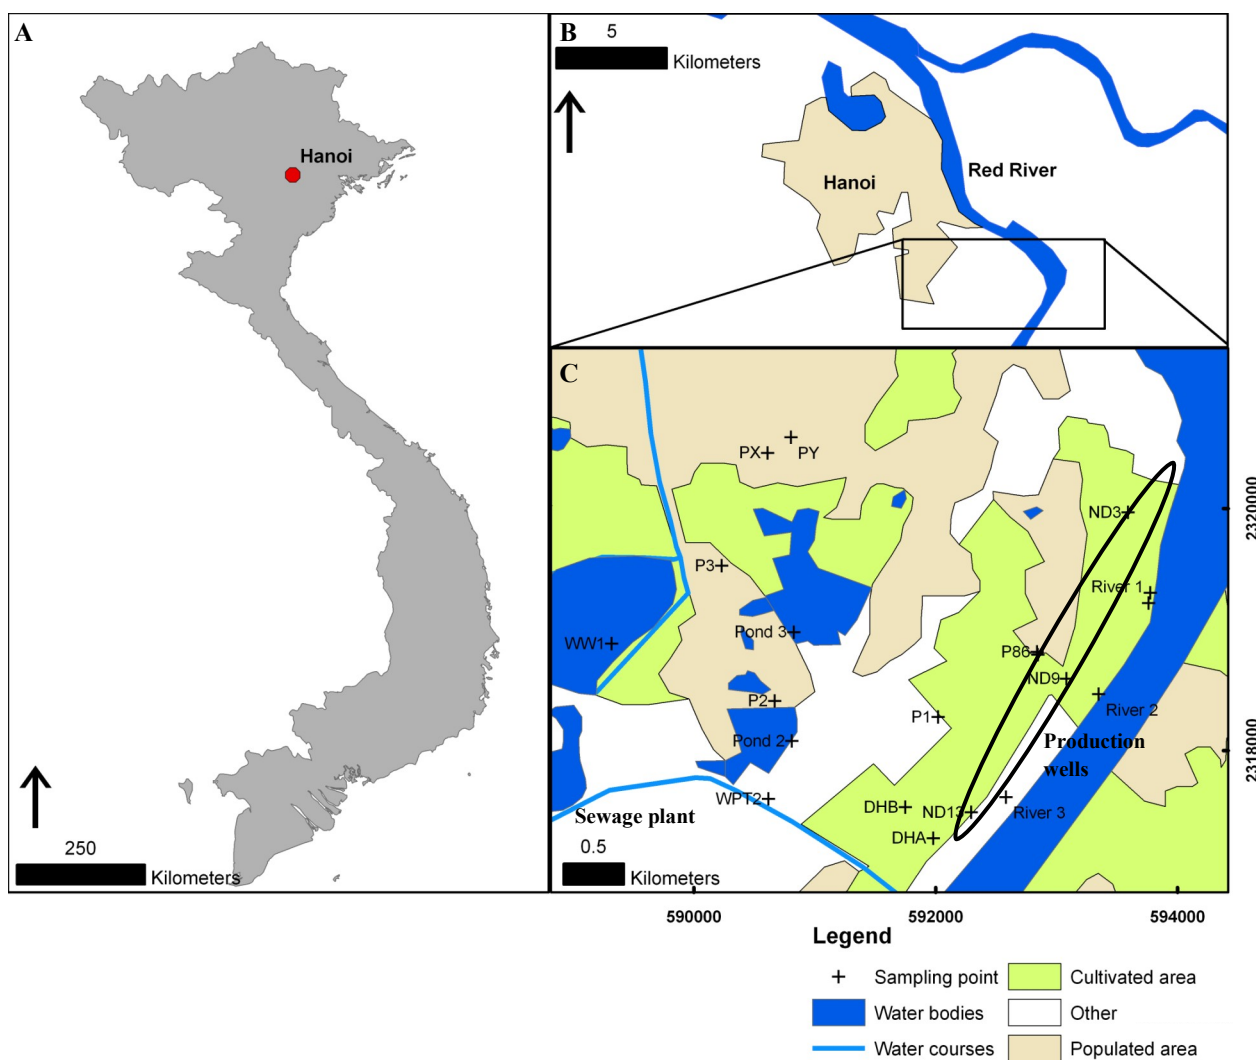 A
Hanoi
250
Kilometers
B
5
Kilometers
Hanoi
Red River
C
PX
PY
ND3
P3
River 1
WW1
Pond 3
P86
ND9
P2
P1
River 2
Pond 2
Production
wells
WPT2
DHB
ND13
River 3
Sewage plant
DHA
0.5
Kilometers
2320000
2318000
590000
592000
594000
Legend
Sampling point
Cultivated area
Water bodies
Other
Water courses
Populated area